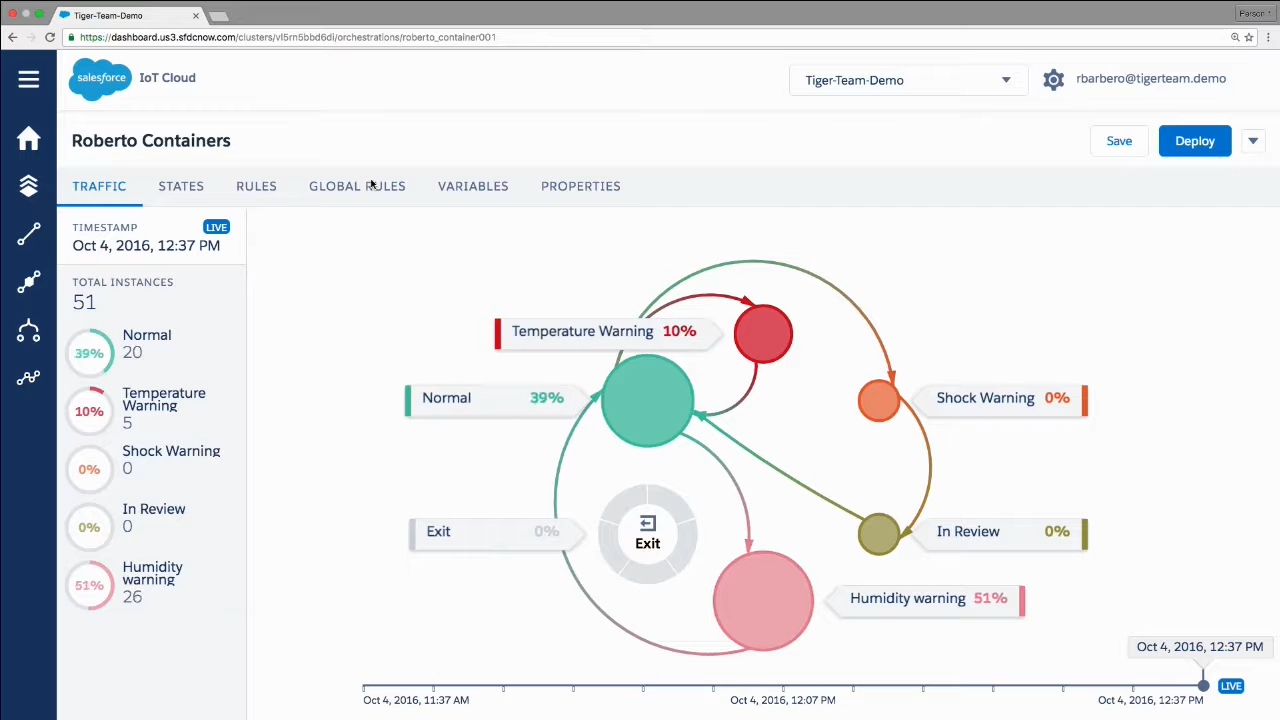 Tiger-Team-Demo
Parson
https://dashboard.us3.sfdcnow.com/clusters/vl5rn5bbd6dl/orchestrations/roberto_container001
salesforce
IoT Cloud
Tiger-Team-Demo
rbarbero@tigerteam.demo
Roberto Containers
Save
Deploy
TRAFFIC
STATES
RULES
GLOBAL RULES
VARIABLES
PROPERTIES
TIMESTAMP
LIVE
Oct 4, 2016, 12:37 PM
TOTAL INSTANCES
51
39%
Normal
20
10%
Temperature
Warning
5
0%
Shock Warning
0
0%
In Review
0
51%
Humidity
warning
26
Temperature Warning 10%
Normal 39%
Shock Warning 0%
Exit 0%
Exit
In Review 0%
Humidity warning 51%
Oct 4, 2016, 12:37 PM
LIVE
Oct 4, 2016, 11:37 AM
Oct 4, 2016, 12:07 PM
Oct 4, 2016, 12:37 PM